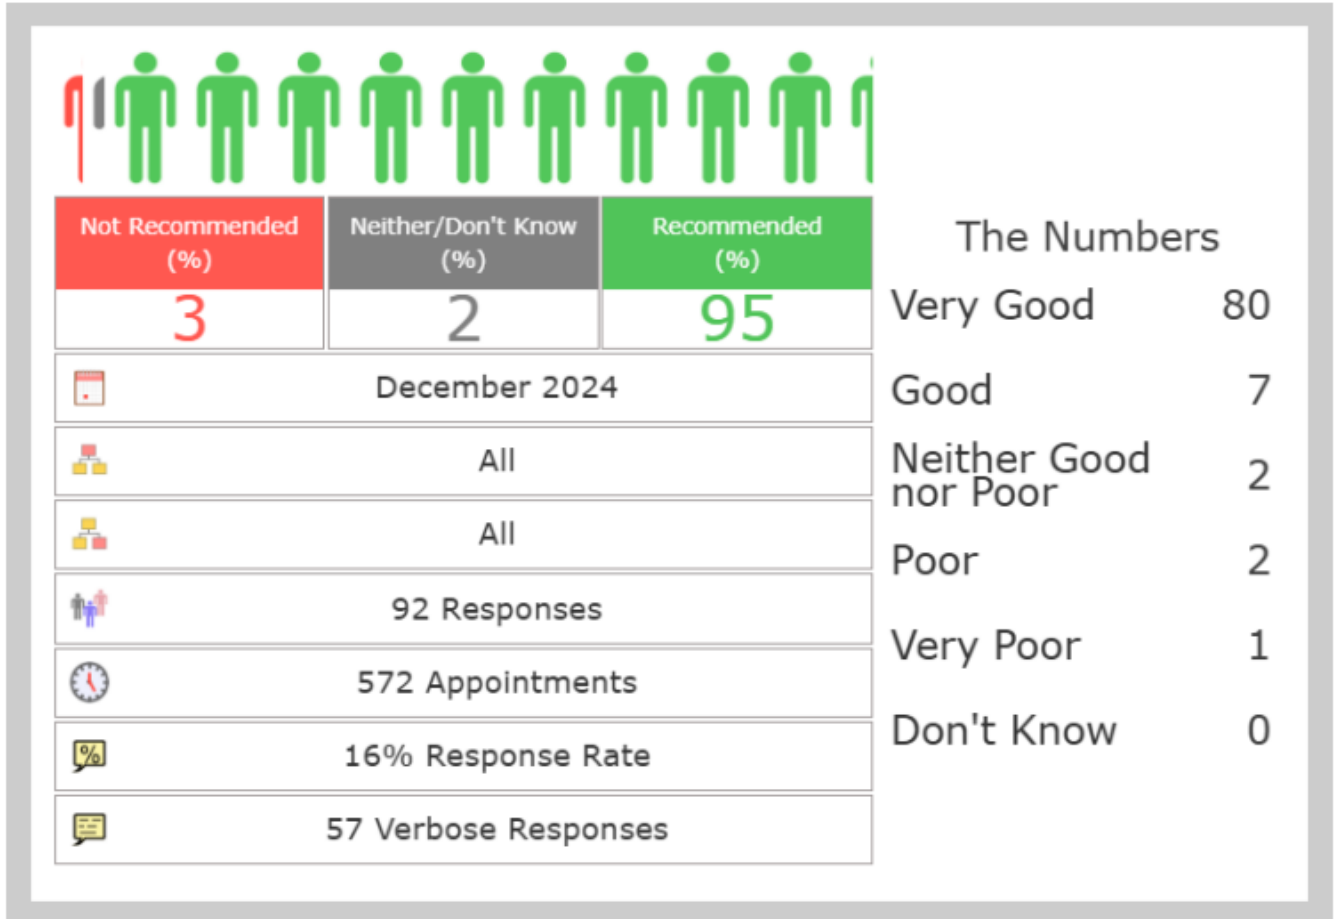 Not Recommended
(%)
Neither/Don't Know
(%)
Recommended
(%)
3
2
95
December 2024
All
All
92 Responses
572 Appointments
%
16% Response Rate
57 Verbose Responses
The Numbers
Very Good 80
Good 7
Neither Good
nor Poor 2
Poor 2
Very Poor 1
Don't Know 0